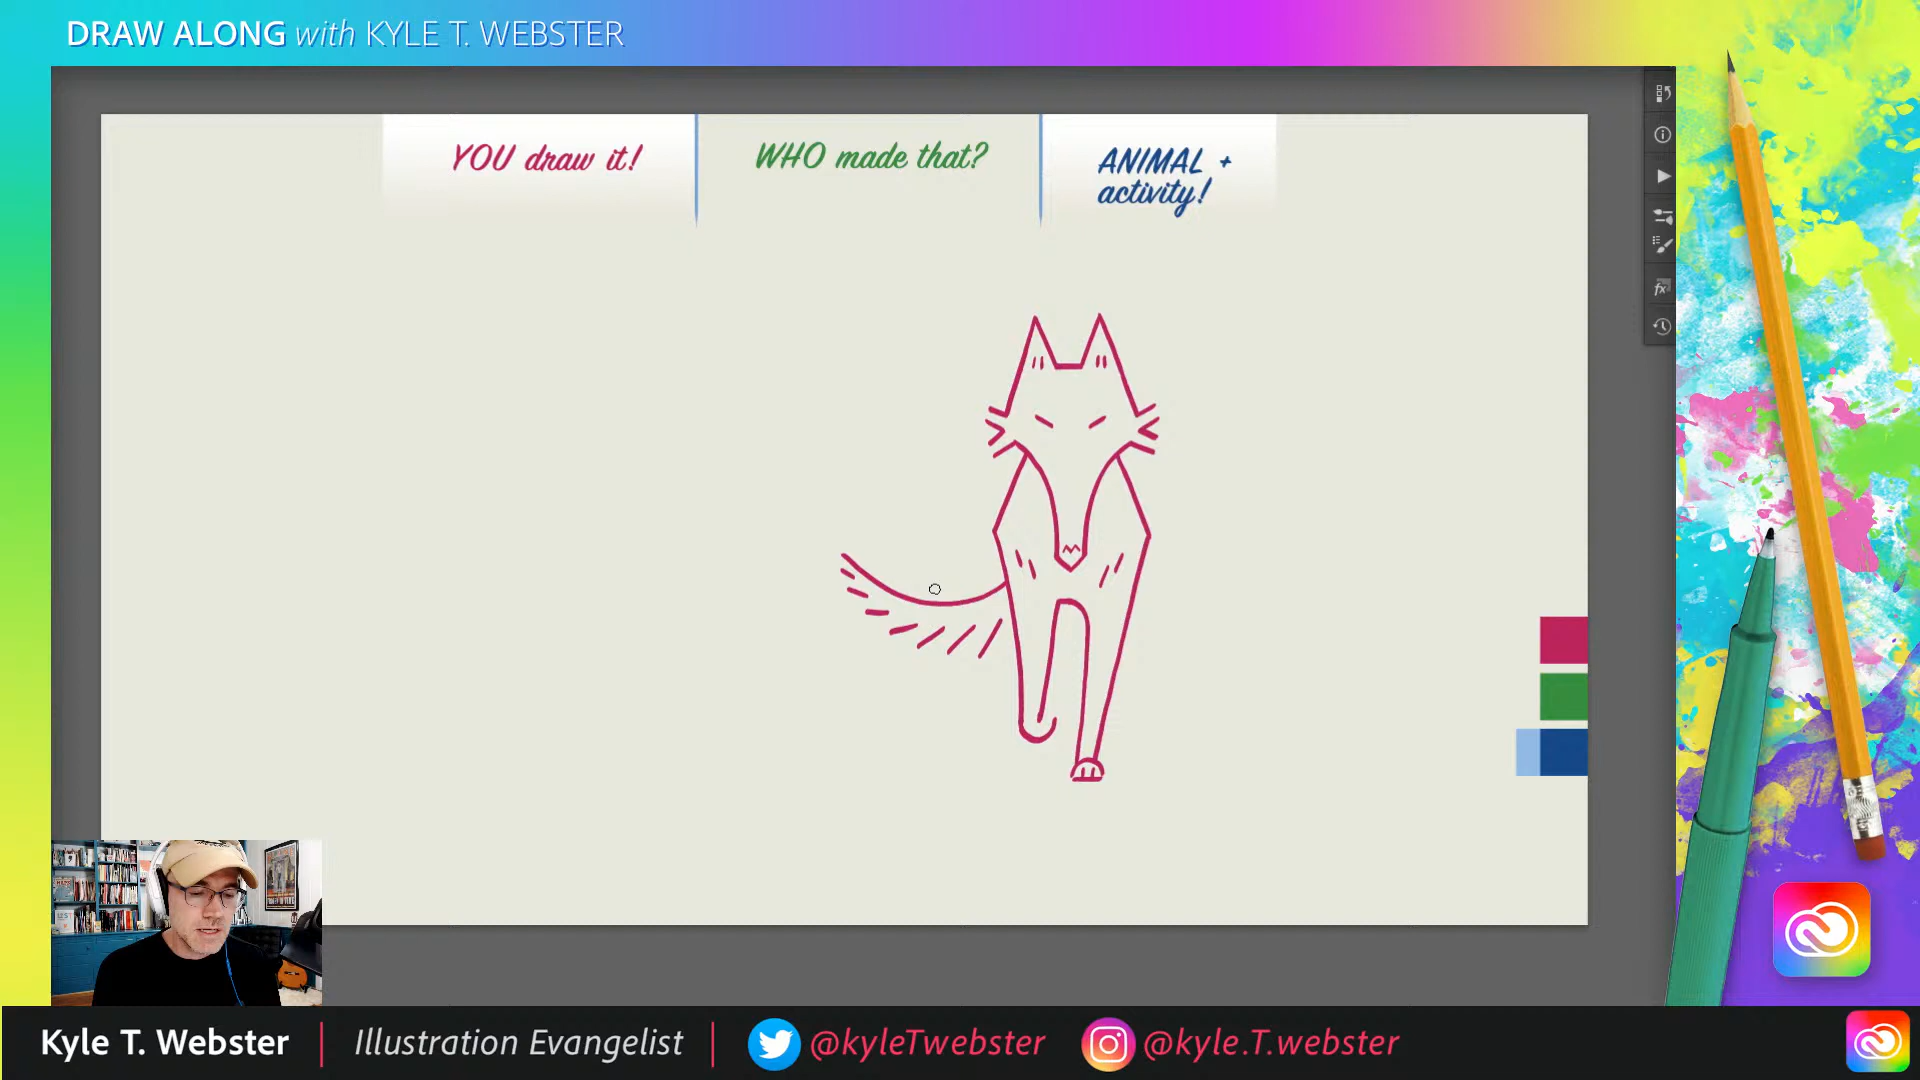 DRAW ALONG with KYLE T. WEBSTER
YOU draw it!
WHO made that?
ANIMAL +
activity!
fx
Kyle T. Webster | Illustration Evangelist | @kyleTwebster @kyle.T.webster